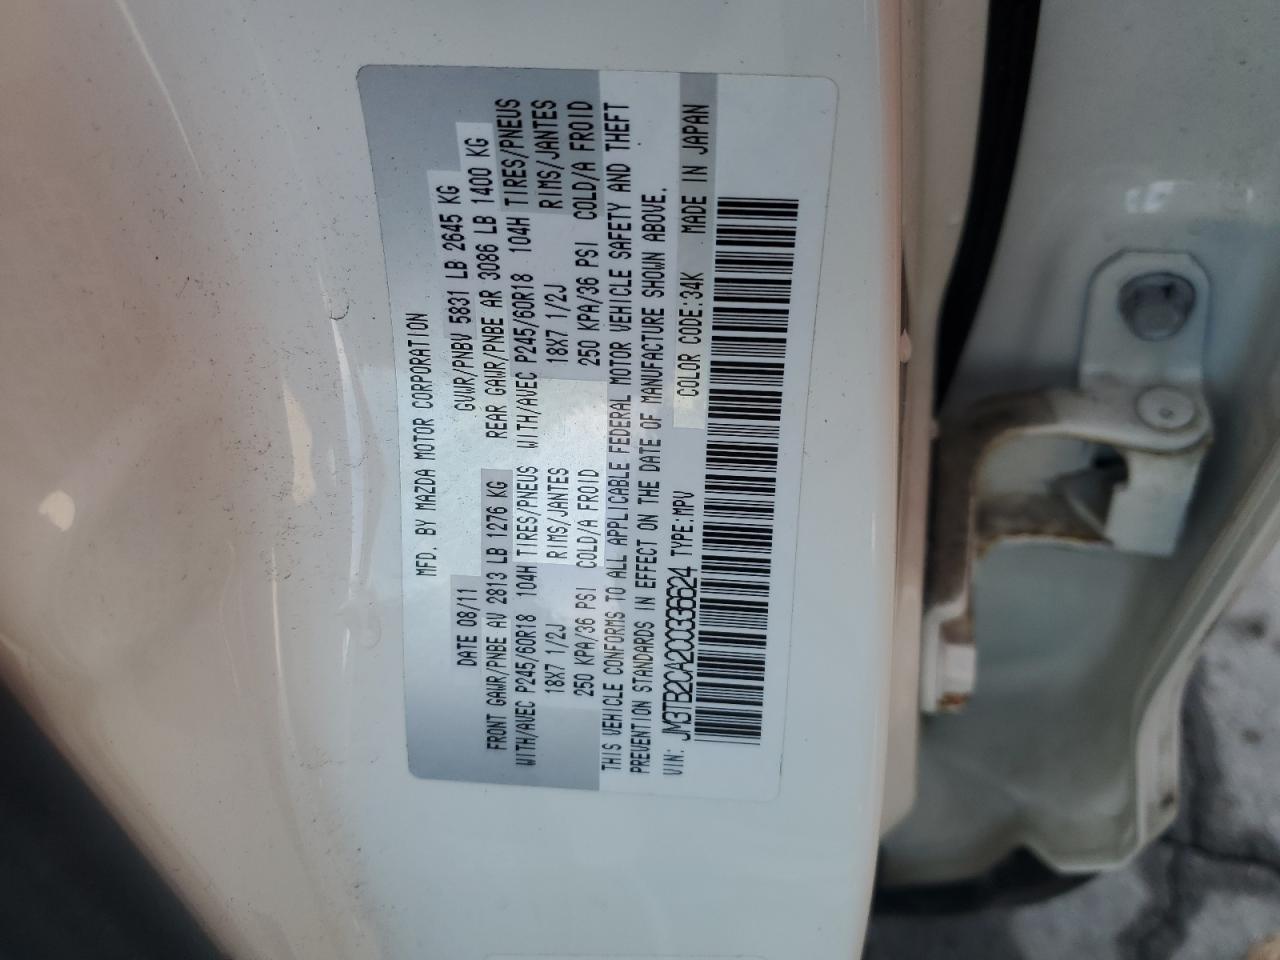 MFD. BY MAZDA MOTOR CORPORATION
DATE 08/11 GVWR/PNBV 5831 LB 2645 KG
FRONT GAWR/PNBE AV 2813 LB 1276 KG REAR GAWR/PNBE AR 3086 LB 1400 KG
WITH/AVEC P245/60R18 104H TIRES/PNEUS WITH/AVEC P245/60R18 104H TIRES/PNEUS
18X7 1/2J RIMS/JANTES 18X7 1/2J RIMS/JANTES
250 KPA/36 PSI COLD/A FROID 250 KPA/36 PSI COLD/A FROID
THIS VEHICLE CONFORMS TO ALL APPLICABLE FEDERAL MOTOR VEHICLE SAFETY AND THEFT
PREVENTION STANDARDS IN EFFECT ON THE DATE OF MANUFACTURE SHOWN ABOVE.
VIN: JM3TB2CA2C0336624 TYPE:MPV COLOR CODE:34K MADE IN JAPAN